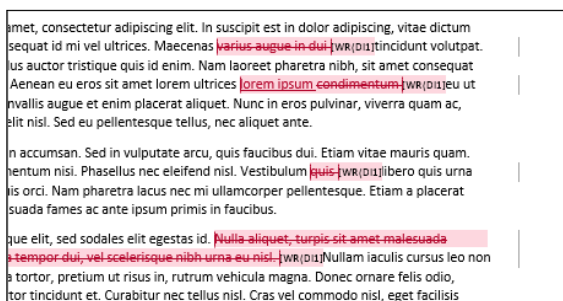 amet, consectetur adipiscing elit. In suscipit est in dolor adipiscing, vitae dictum
sequat id mi vel ultrices. Maecenas varius augue in dui [WR(DI1]tincidunt volutpat.
lus auctor tristique quis id enim. Nam laoreet pharetra nibh, sit amet consequat
Aenean eu eros sit amet lorem ultrices lorem ipsum condimentum [WR(DI1]eu ut
nvallis augue et enim placerat aliquet. Nunc in eros pulvinar, viverra quam ac,
elit nisl. Sed eu pellentesque tellus, nec aliquet ante.
n accumsan. Sed in vulputate arcu, quis faucibus dui. Etiam vitae mauris quam.
mentum nisi. Phasellus nec eleifend nisl. Vestibulum quis [WR(DI1]libero quis urna
is orci. Nam pharetra lacus nec mi ullamcorper pellentesque. Etiam a placerat
suada fames ac ante ipsum primis in faucibus.
que elit, sed sodales elit egestas id. Nulla aliquet, turpis sit amet malesuada
a tempor dui, vel scelerisque nibh urna eu nisl. [WR(DI1]Nullam iaculis cursus leo non
a tortor, pretium ut risus in, rutrum vehicula magna. Donec ornare felis odio,
tor tincidunt et. Curabitur nec tellus nisl. Cras vel commodo nisl, eget facilisis